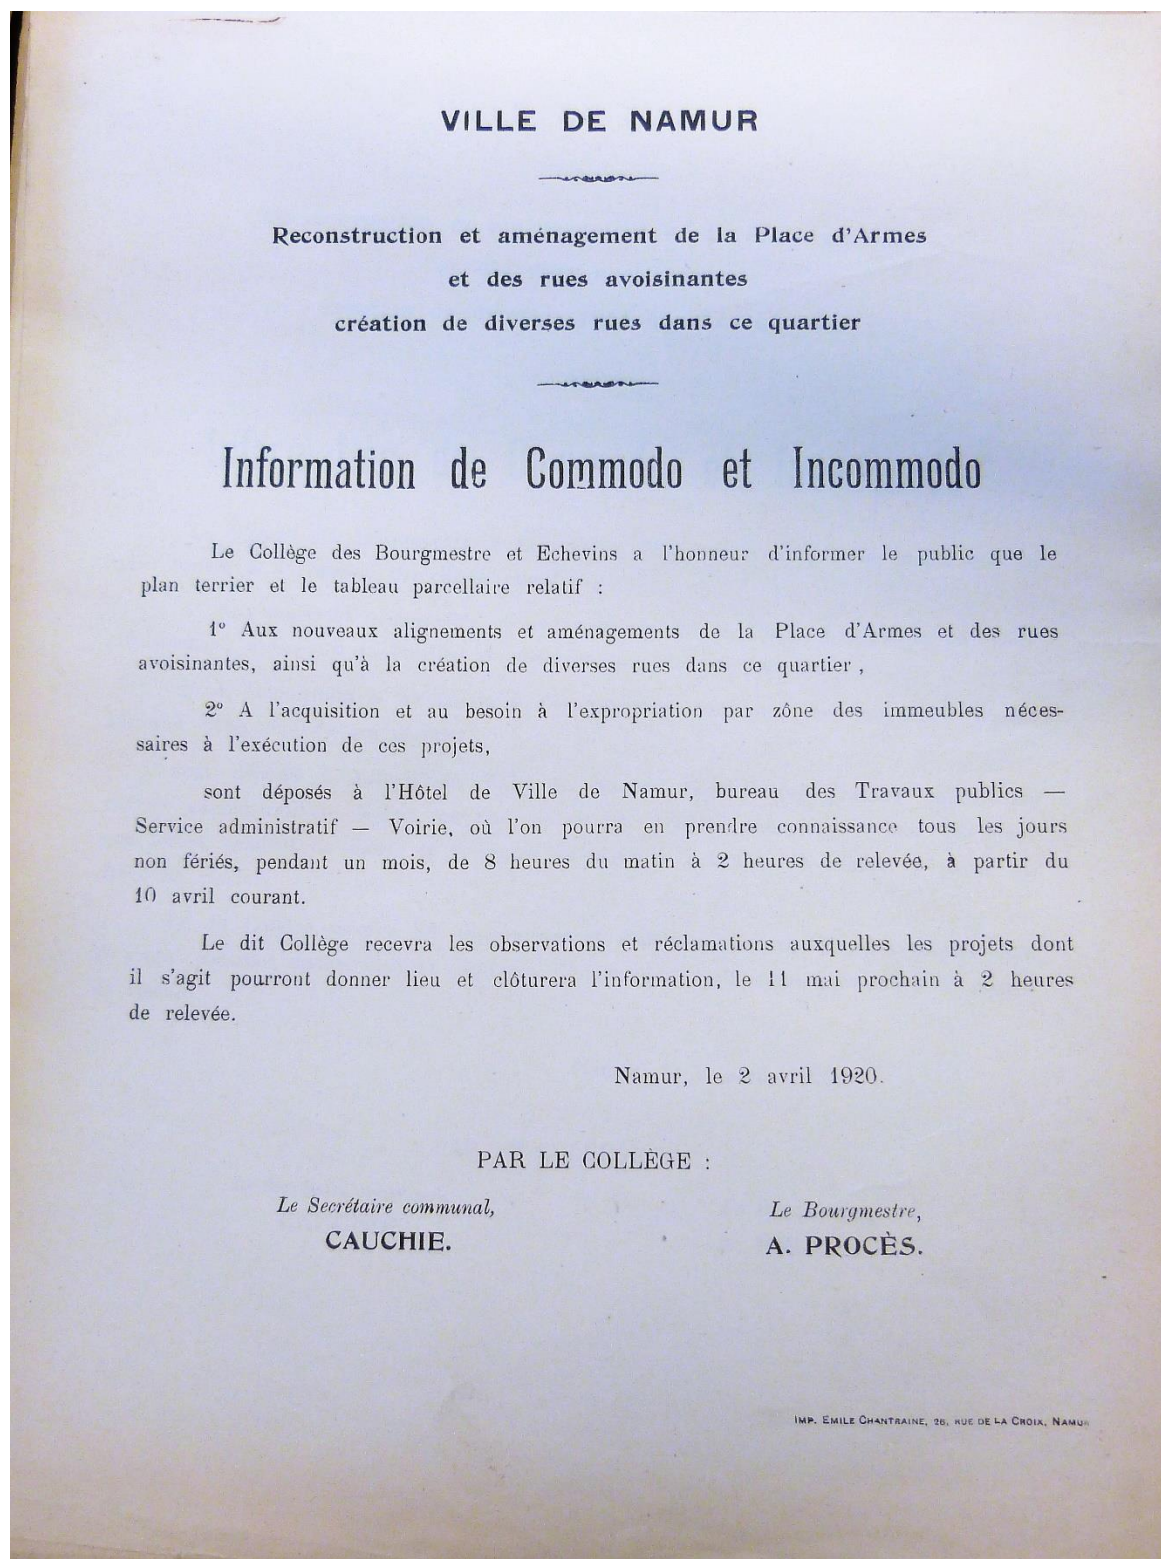 VILLE DE NAMUR
Reconstruction et aménagement de la Place d'Armes
et des rues avoisinantes
création de diverses rues dans ce quartier
Information de Commodo et Incommodo
Le Collège des Bourgmestre et Echevins a l'honneur d'informer le public que le
plan terrier et le tableau parcellaire relatif :
1° Aux nouveaux alignements et aménagements de la Place d'Armes et des rues
avoisinantes, ainsi qu'à la création de diverses rues dans ce quartier ,
2° A l'acquisition et au besoin à l'expropriation par zône des immeubles néces-
saires à l'exécution de ces projets,
sont déposés à l'Hôtel de Ville de Namur, bureau des Travaux publics —
Service administratif — Voirie, où l'on pourra en prendre connaissance tous les jours
non fériés, pendant un mois, de 8 heures du matin à 2 heures de relevée, à partir du
10 avril courant.
Le dit Collège recevra les observations et réclamations auxquelles les projets dont
il s'agit pourront donner lieu et clôturera l'information, le 11 mai prochain à 2 heures
de relevée.
Namur, le 2 avril 1920.
PAR LE COLLÈGE :
Le Secrétaire communal,
CAUCHIE.
Le Bourgmestre,
A. PROCÈS.
IMP. EMILE CHANTRAINE, 26, RUE DE LA CROIX, NAMUR